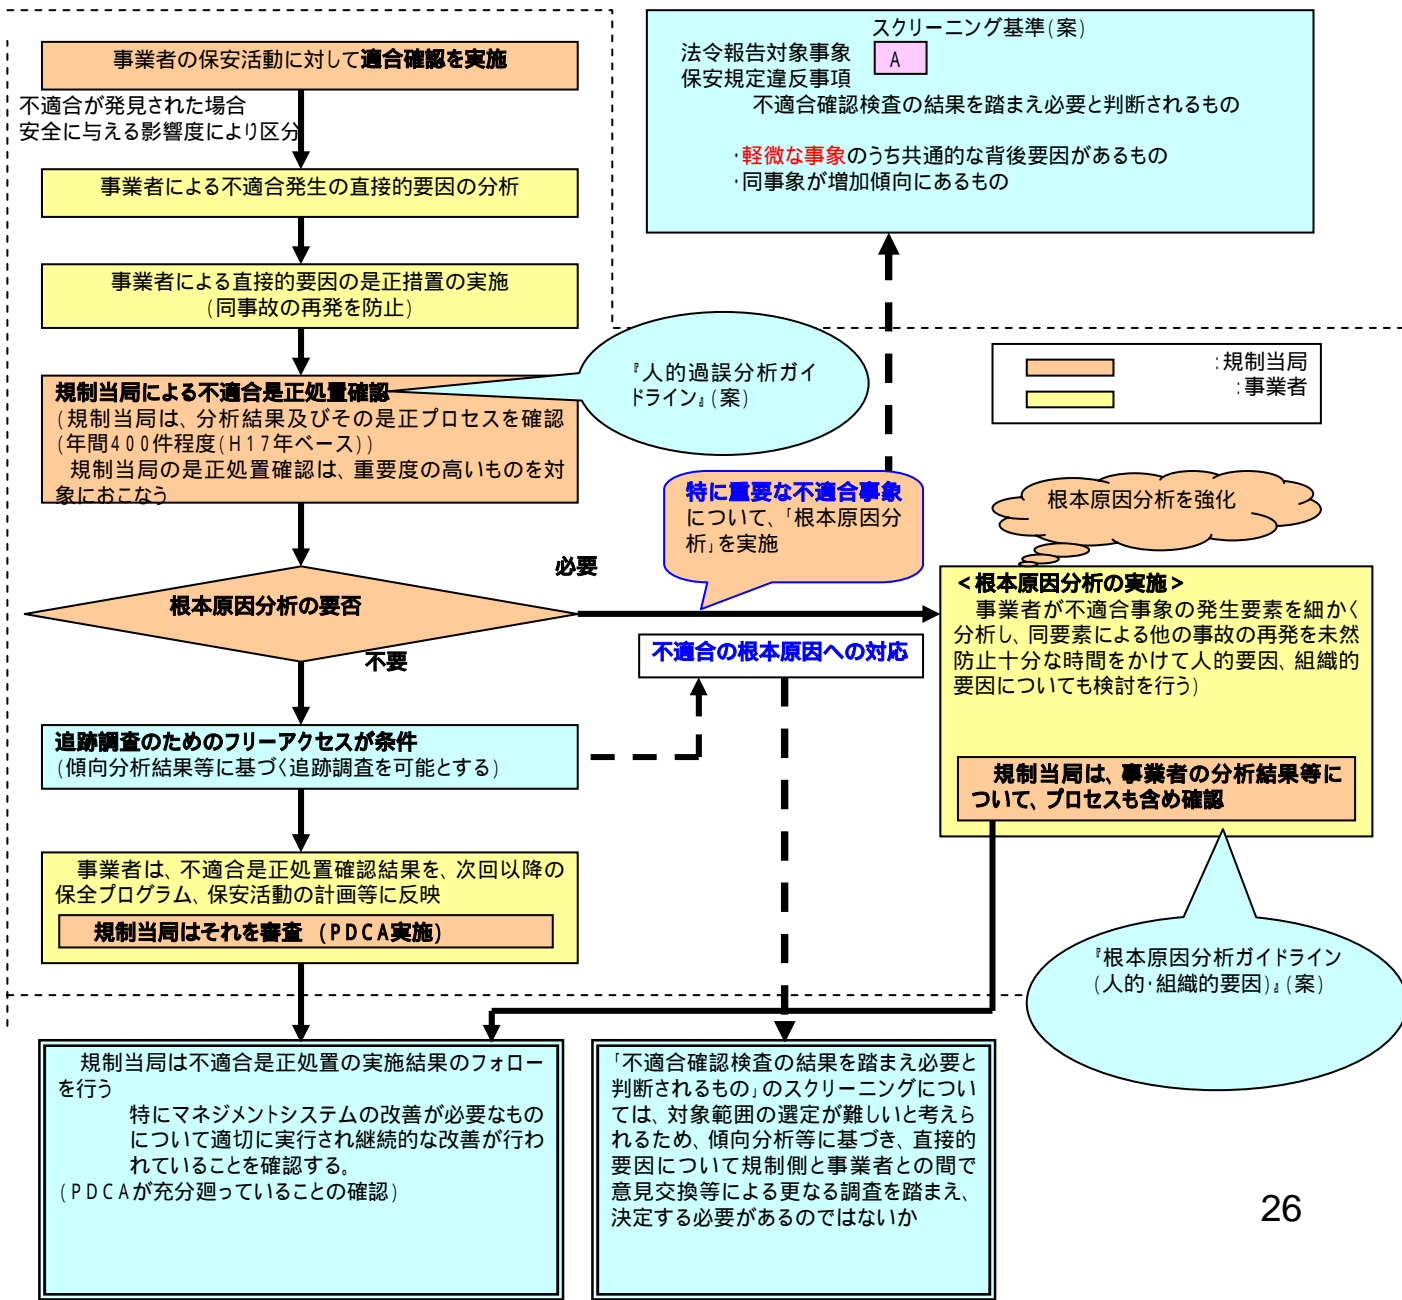 事業者の保安活動に対して適合確認を実施
不適合が発見された場合
安全に与える影響度により区分
事業者による不適合発生の直接的要因の分析
事業者による直接的要因の是正措置の実施
(同事故の再発を防止)
規制当局による不適合是正処置確認
(規制当局は、分析結果及びその是正プロセスを確認
(年間400件程度(H17年ベース))
規制当局の是正処置確認は、重要度の高いものを対
象におこなう
『人的過誤分析ガイ
ドライン』(案)
スクリーニング基準(案)
法令報告対象事象
A
保安規定違反事項
不適合確認検査の結果を踏まえ必要と判断されるもの
・軽微な事象のうち共通的な背後要因があるもの
・同事象が増加傾向にあるもの
:規制当局
:事業者
特に重要な不適合事象
について、「根本原因分
析」を実施
根本原因分析を強化
根本原因分析の要否
必要
不要
不適合の根本原因への対応
<根本原因分析の実施>
事業者が不適合事象の発生要素を細かく
分析し、同要素による他の事故の再発を未然
防止十分な時間をかけて人的要因、組織的
要因についても検討を行う)
規制当局は、事業者の分析結果等に
ついて、プロセスも含め確認
追跡調査のためのフリーアクセスが条件
(傾向分析結果等に基づく追跡調査を可能とする)
事業者は、不適合是正処置確認結果を、次回以降の
保全プログラム、保安活動の計画等に反映
規制当局はそれを審査 (PDCA実施)
『根本原因分析ガイドライン
(人的・組織的要因)』(案)
規制当局は不適合是正処置の実施結果のフォロー
を行う
特にマネジメントシステムの改善が必要なもの
について適切に実行され継続的な改善が行わ
れていることを確認する。
(PDCAが充分廻っていることの確認)
「不適合確認検査の結果を踏まえ必要と
判断されるもの」のスクリーニングについ
ては、対象範囲の選定が難しいと考えら
れるため、傾向分析等に基づき、直接的
要因について規制側と事業者との間で
意見交換等による更なる調査を踏まえ、
決定する必要があるのではないか
26